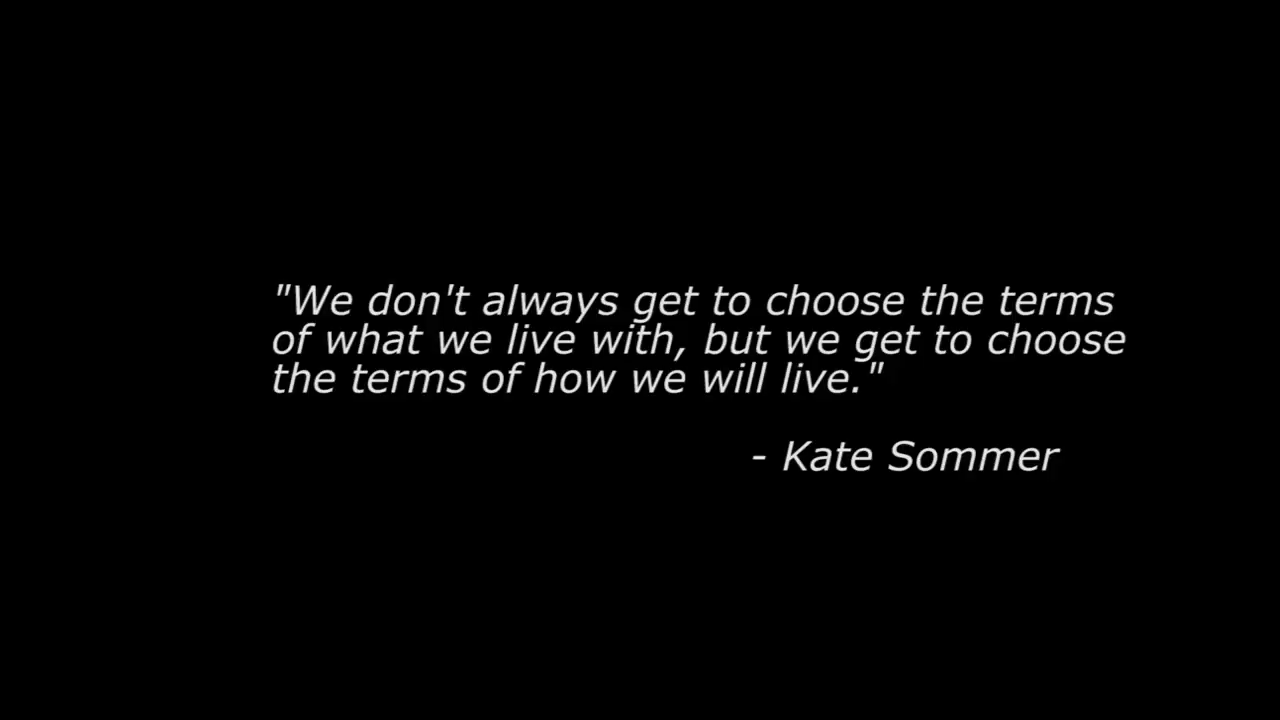 "We don't always get to choose the terms
of what we live with, but we get to choose
the terms of how we will live."
- Kate Sommer